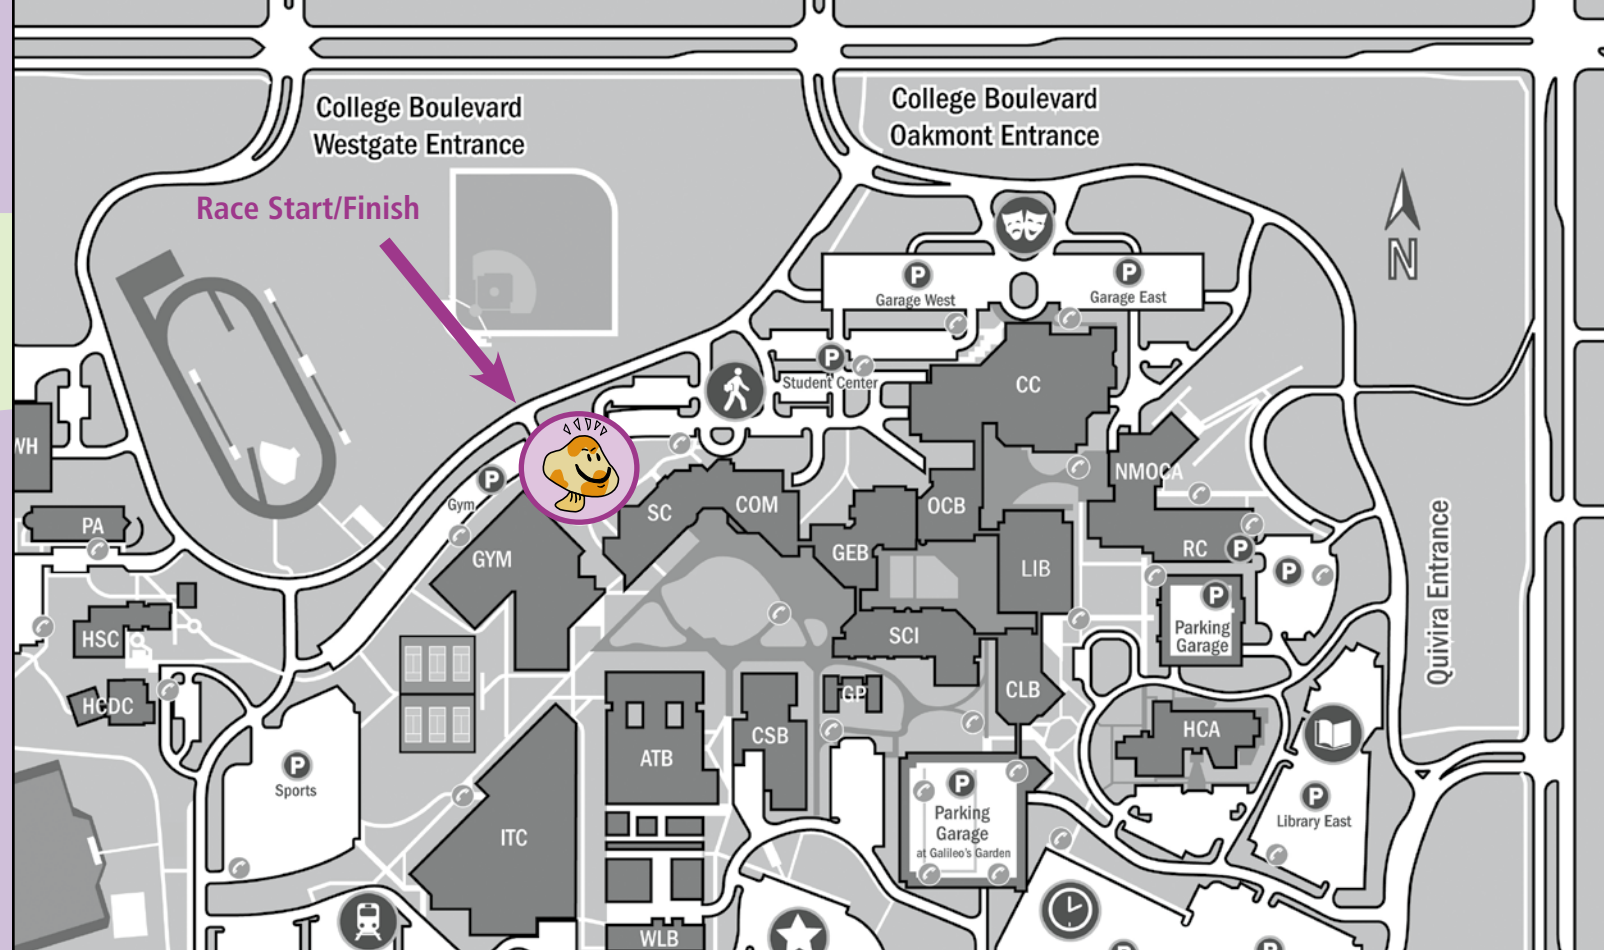 College Boulevard
Westgate Entrance
College Boulevard
Oakmont Entrance
Race Start/Finish
N
P
Garage West
P
Garage East
P
Student Center
CC
WH
P
Gym
NMOCA
PA
SC
COM
OCB
GYM
GEB
LIB
RC
P
P
P
Parking
Garage
Quivira Entrance
HSC
SCI
HCDC
GP
CLB
HCA
P
Sports
ATB
CSB
P
Parking
Garage
at Galileo's Garden
P
Library East
ITC
WLB
P
P